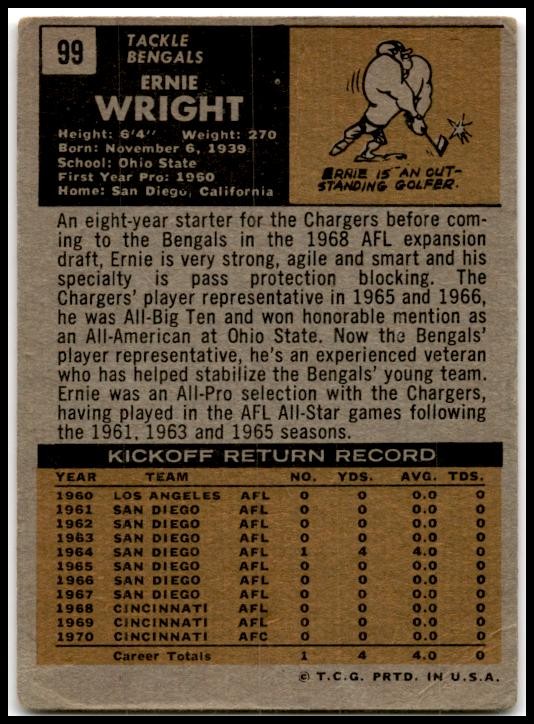 99
TACKLE
BENGALS
ERNIE
WRIGHT
Height: 6'4" Weight: 270
Born: November 6, 1939
School: Ohio State
First Year Pro: 1960
Home: San Diego, California
ERNIE IS AN OUT-
STANDING GOLFER.
An eight-year starter for the Chargers before com-
ing to the Bengals in the 1968 AFL expansion
draft, Ernie is very strong, agile and smart and his
specialty is pass protection blocking. The
Chargers' player representative in 1965 and 1966,
he was All-Big Ten and won honorable mention as
an All-American at Ohio State. Now the Bengals'
player representative, he's an experienced veteran
who has helped stabilize the Bengals' young team.
Ernie was an All-Pro selection with the Chargers,
having played in the AFL All-Star games following
the 1961, 1963 and 1965 seasons.
KICKOFF RETURN RECORD
YEAR TEAM NO. YDS. AVG. TDS.
1960 LOS ANGELES AFL 0 0 0.0 0
1961 SAN DIEGO AFL 0 0 0.0 0
1962 SAN DIEGO AFL 0 0 0.0 0
1963 SAN DIEGO AFL 0 0 0.0 0
1964 SAN DIEGO AFL 1 4 4.0 0
1965 SAN DIEGO AFL 0 0 0.0 0
1966 SAN DIEGO AFL 0 0 0.0 0
1967 SAN DIEGO AFL 0 0 0.0 0
1968 CINCINNATI AFL 0 0 0.0 0
1969 CINCINNATI AFL 0 0 0.0 0
1970 CINCINNATI AFC 0 0 0.0 0
Career Totals 1 4 4.0 0
© T.C.G. PRTD. IN U.S.A.